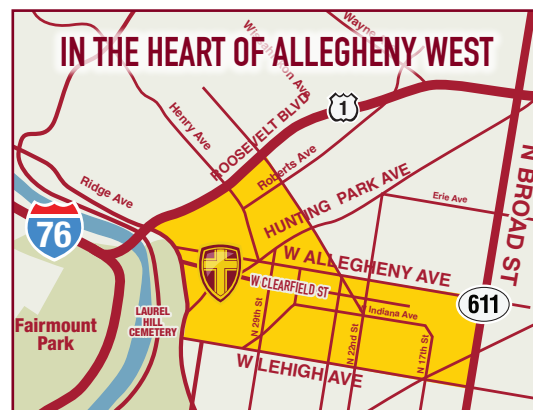 IN THE HEART OF ALLEGHENY WEST
Wayne Ave
Henry Ave
ROOSEVELT BLVD
1
Ridge Ave
Roberts Ave
HUNTING PARK AVE
Erie Ave
N BROAD ST
76
W ALLEGHENY AVE
W CLEARFIELD ST
611
Indiana Ave
LAUREL
HILL
CEMETERY
Fairmount
Park
N 29th St
N 22nd St
N 17th St
W LEHIGH AVE